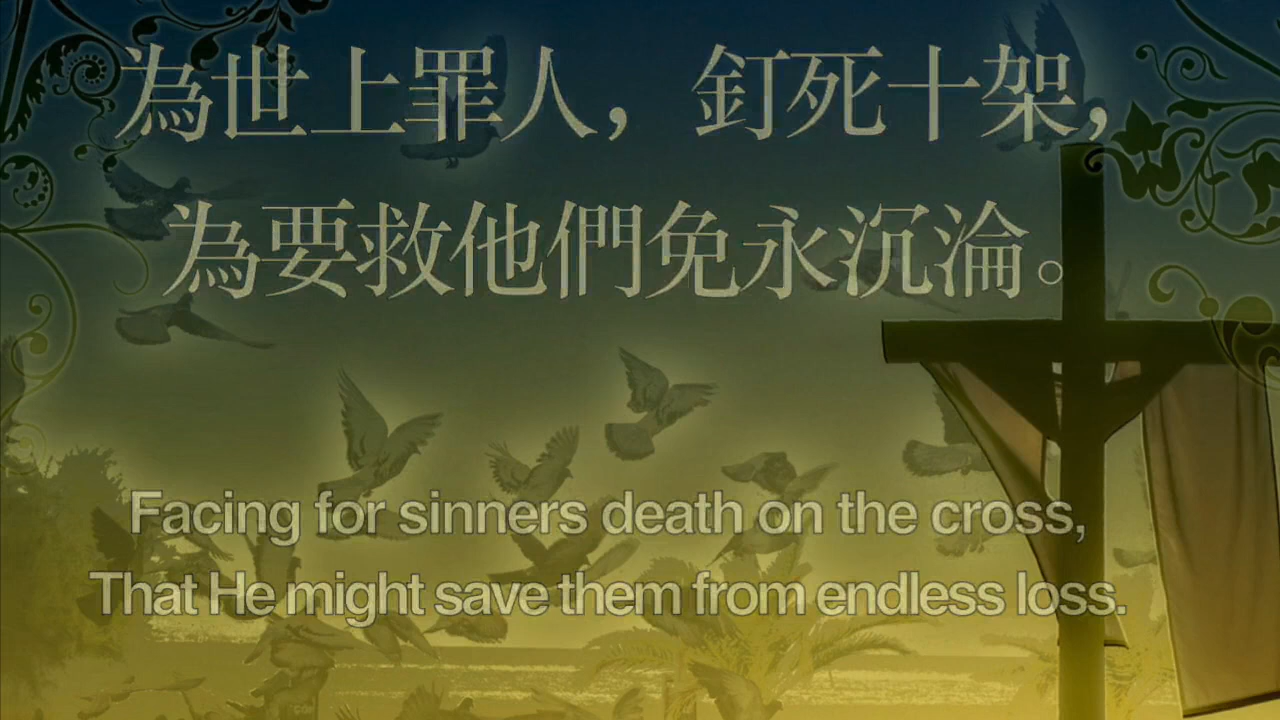 為世上罪人，釘死十架，
為要救他們免永沉淪。
Facing for sinners death on the cross,
That He might save them from endless loss.